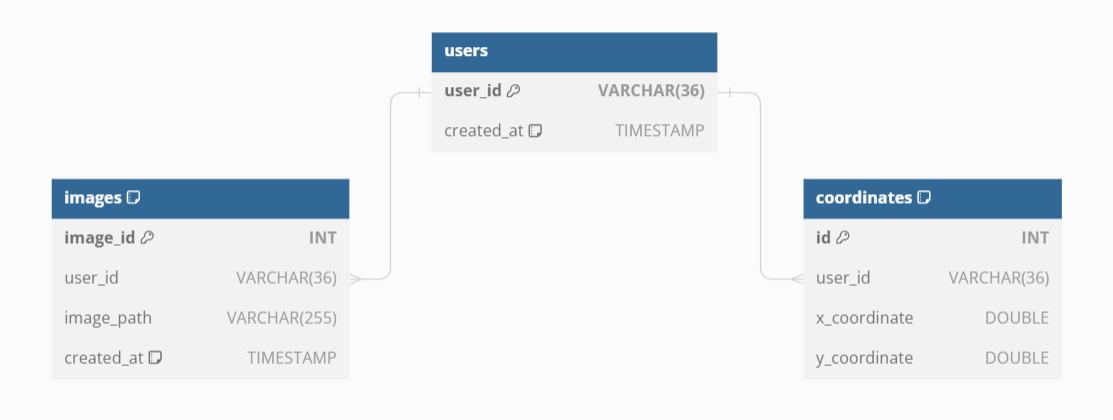 users
user_id VARCHAR(36)
created_at TIMESTAMP
images
image_id INT
user_id VARCHAR(36)
image_path VARCHAR(255)
created_at TIMESTAMP
coordinates
id INT
user_id VARCHAR(36)
x_coordinate DOUBLE
y_coordinate DOUBLE